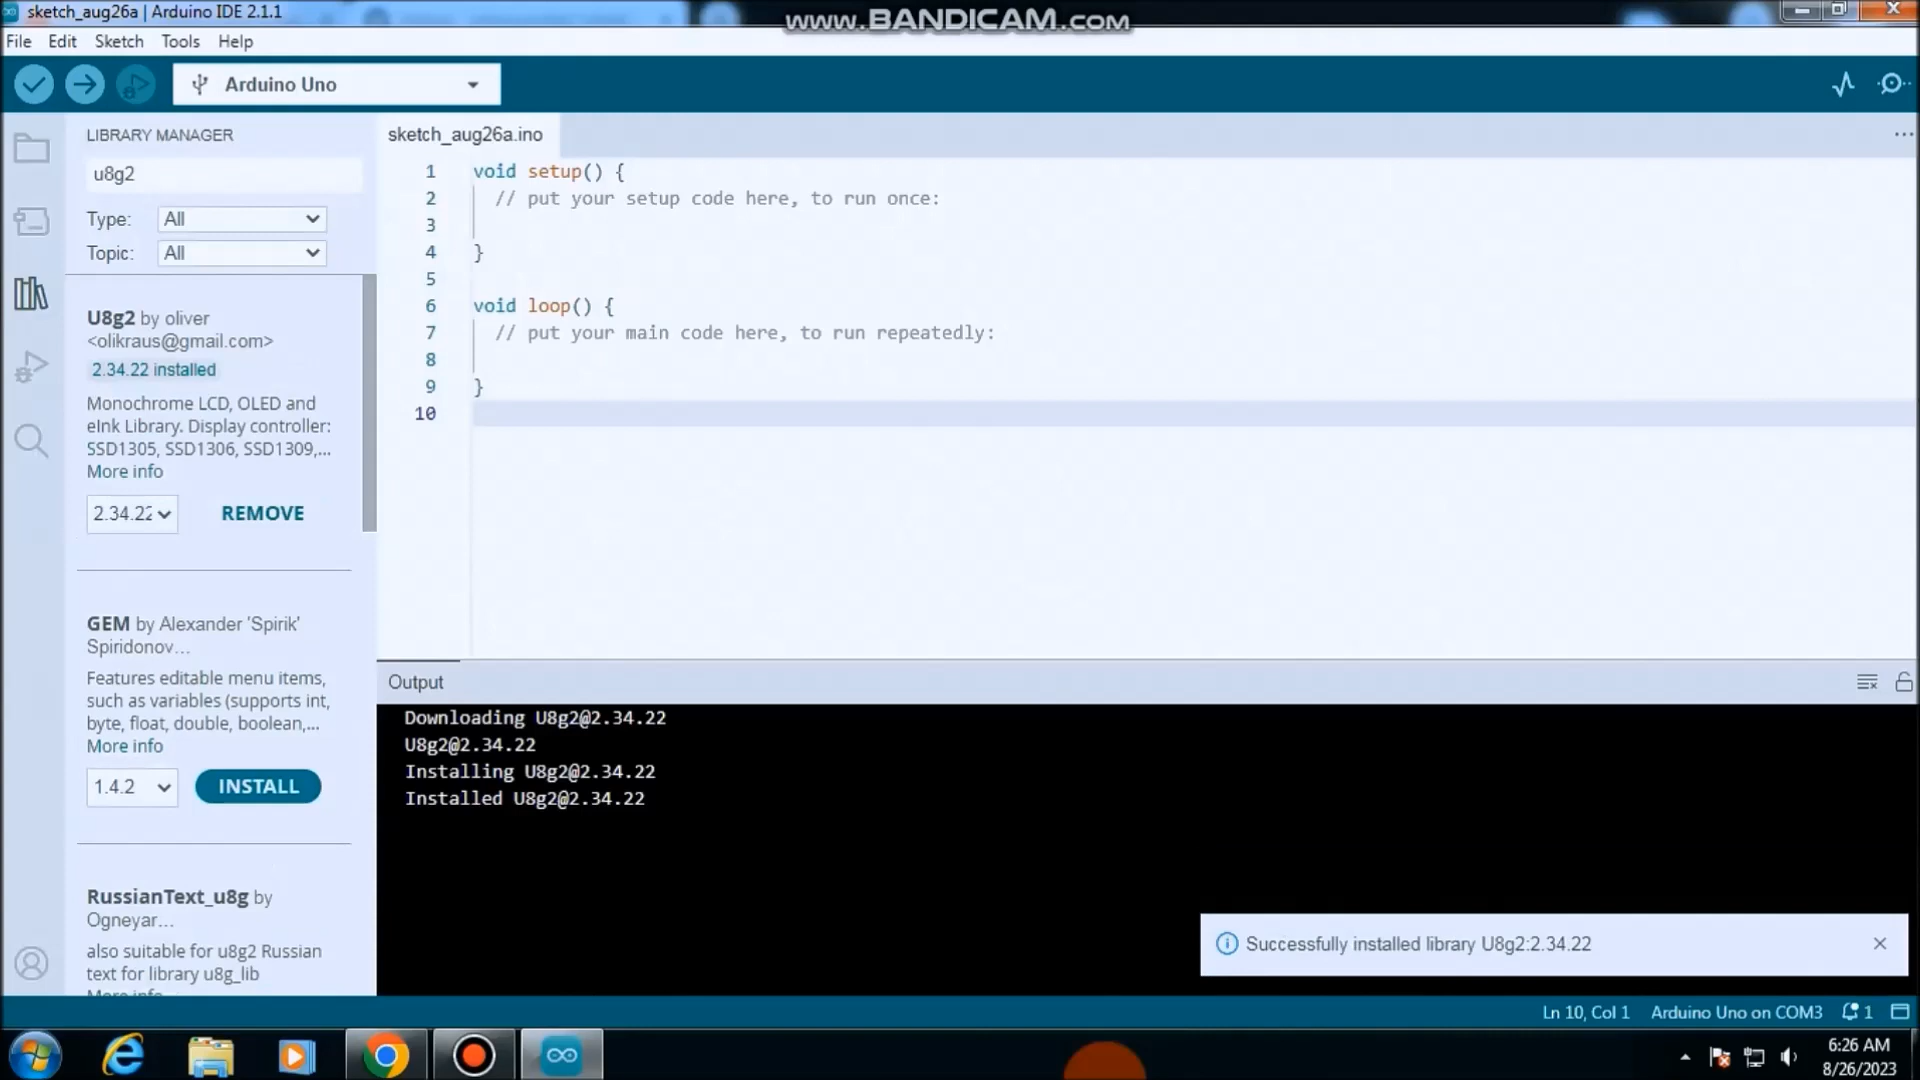 sketch_aug26a | Arduino IDE 2.1.1
www.BANDICAM.com
File Edit Sketch Tools Help
Arduino Uno
LIBRARY MANAGER
u8g2
Type: All
Topic: All
U8g2 by oliver
<olikraus@gmail.com>
2.34.22 installed
Monochrome LCD, OLED and
eInk Library. Display controller:
SSD1305, SSD1306, SSD1309,...
More info
2.34.22 REMOVE
GEM by Alexander 'Spirik'
Spiridonov...
Features editable menu items,
such as variables (supports int,
byte, float, double, boolean,...
More info
1.4.2 INSTALL
RussianText_u8g by
Ogneyar...
also suitable for u8g2 Russian
text for library u8g_lib
More info
sketch_aug26a.ino
1 void setup() {
2 // put your setup code here, to run once:
3
4 }
5
6 void loop() {
7 // put your main code here, to run repeatedly:
8
9 }
10
Output
Downloading U8g2@2.34.22
U8g2@2.34.22
Installing U8g2@2.34.22
Installed U8g2@2.34.22
Successfully installed library U8g2:2.34.22
Ln 10, Col 1 Arduino Uno on COM3 1
6:26 AM
8/26/2023